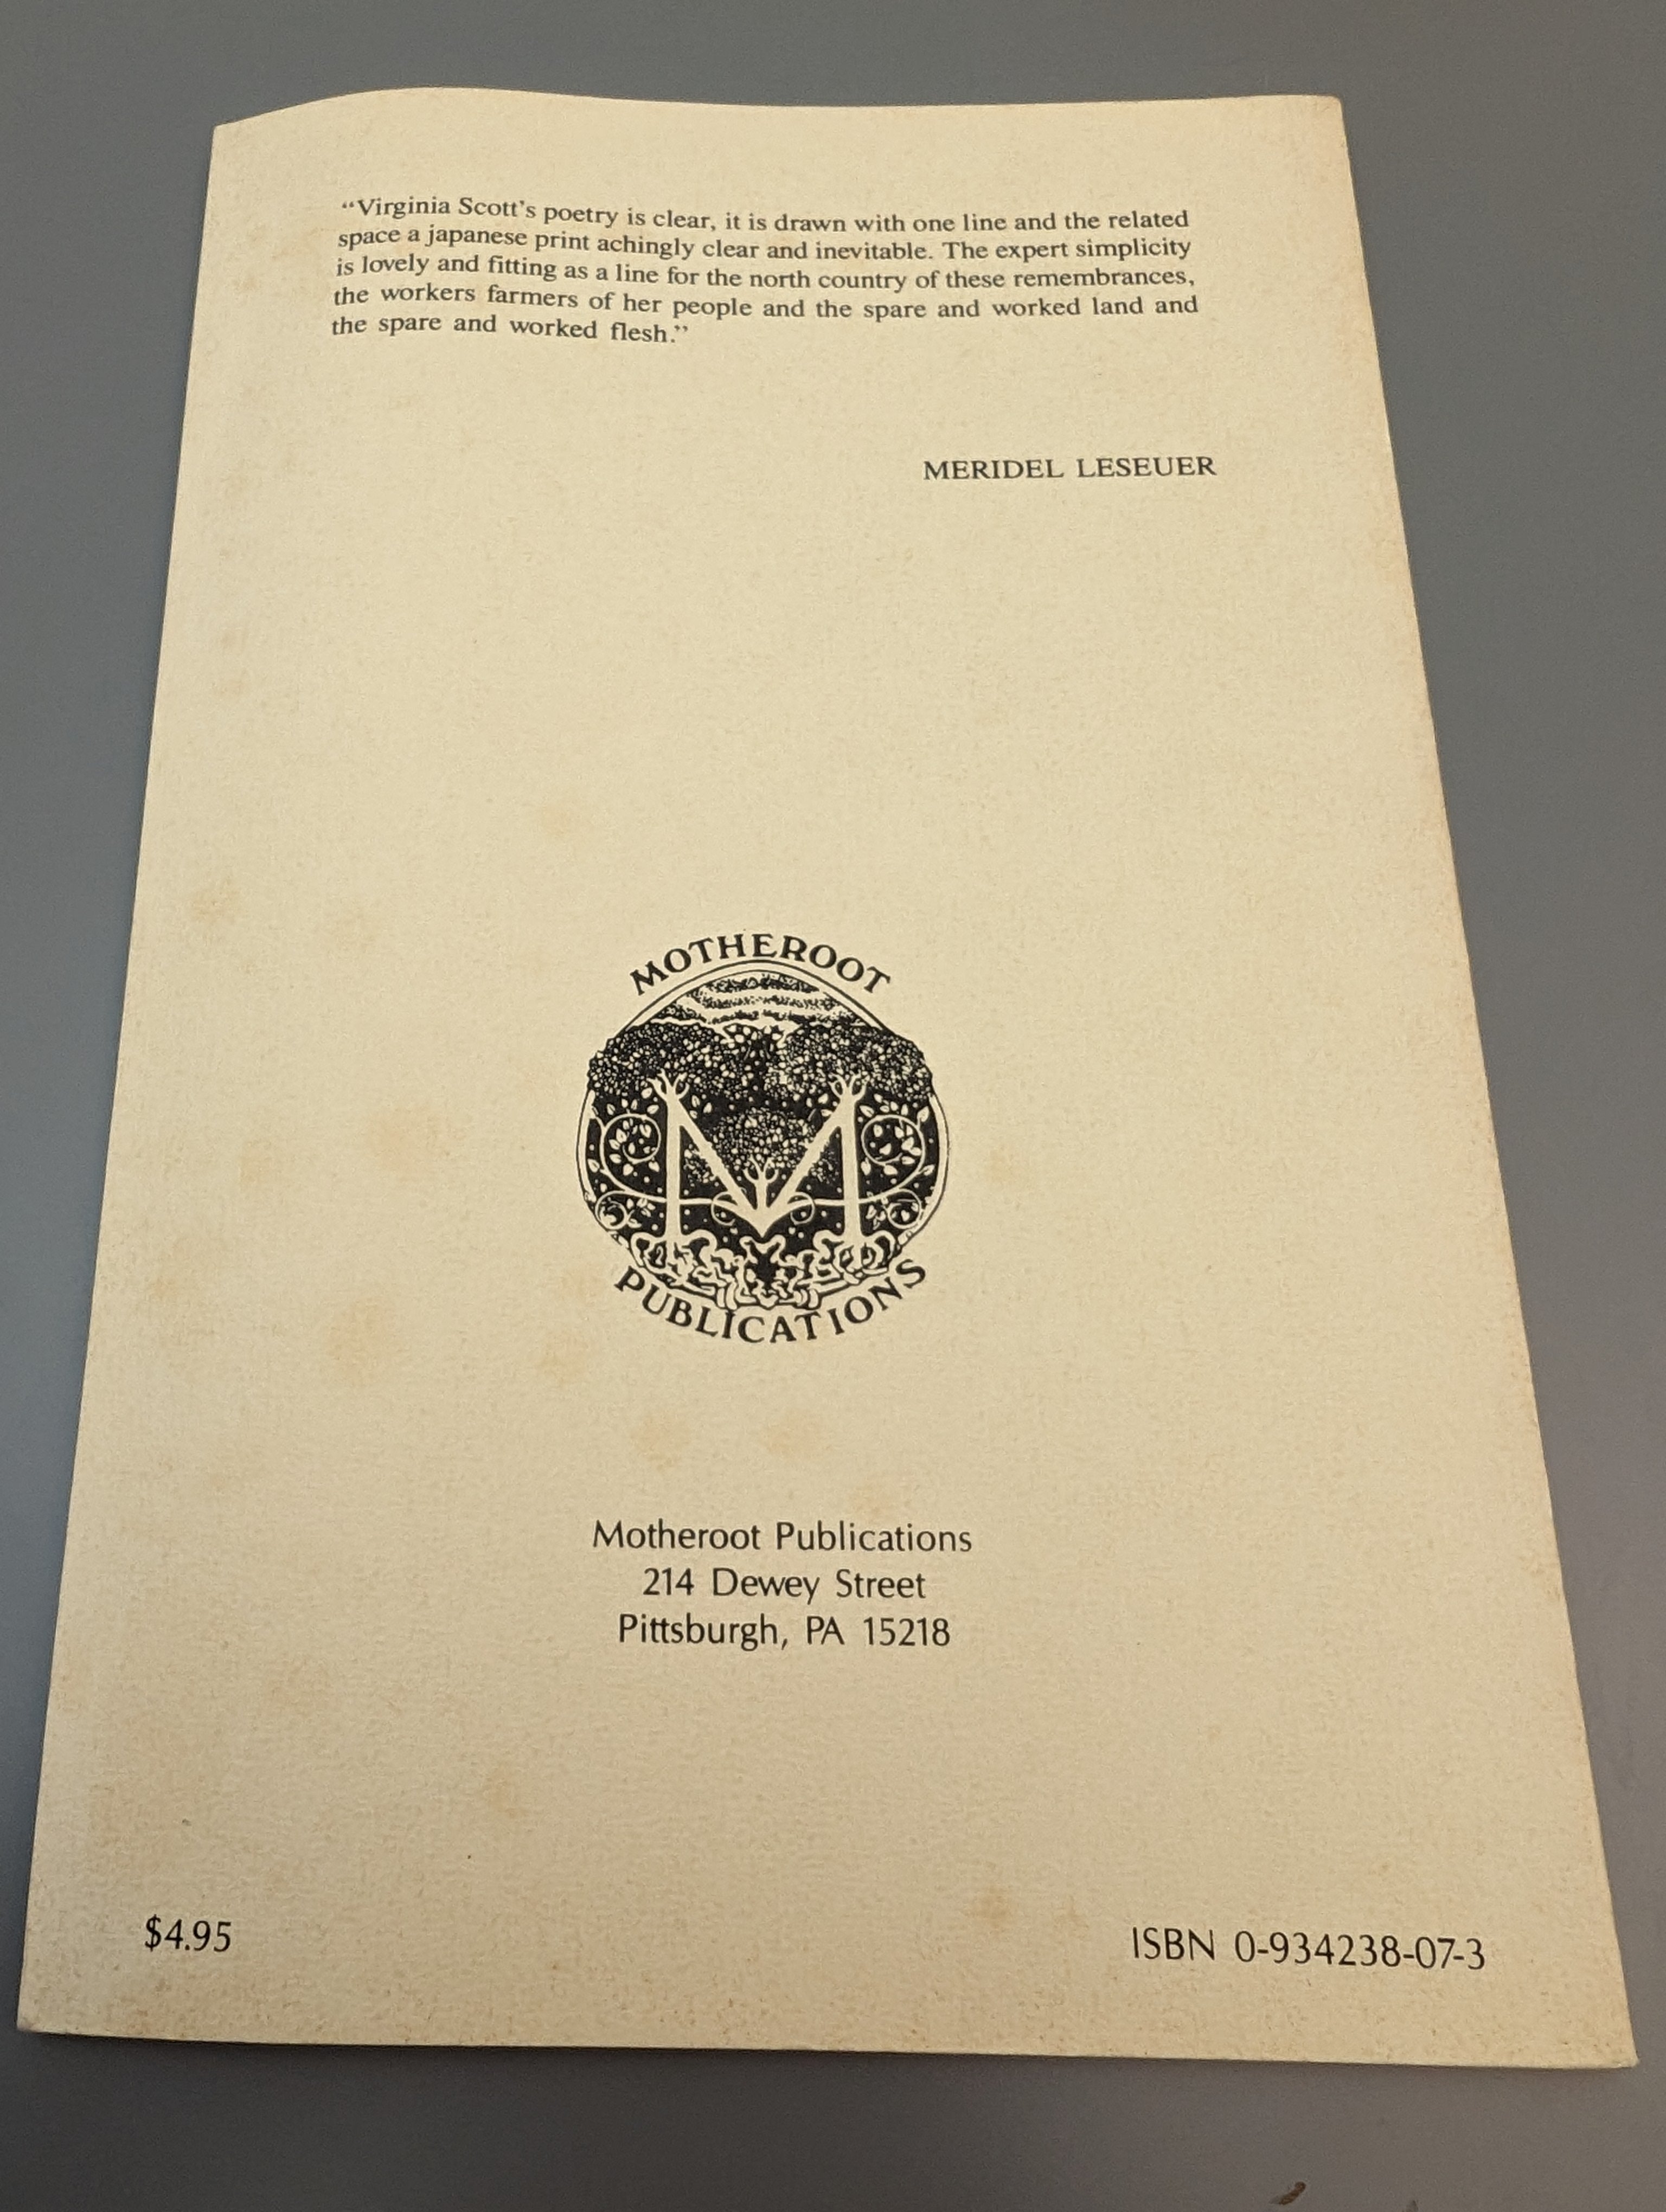 “Virginia Scott’s poetry is clear, it is drawn with one line and the related
space a japanese print achingly clear and inevitable. The expert simplicity
is lovely and fitting as a line for the north country of these remembrances,
the workers farmers of her people and the spare and worked land and
the spare and worked flesh.”
MERIDEL LESEUER
MOTHEROOT
M
PUBLICATIONS
Motheroot Publications
214 Dewey Street
Pittsburgh, PA 15218
$4.95
ISBN 0-934238-07-3